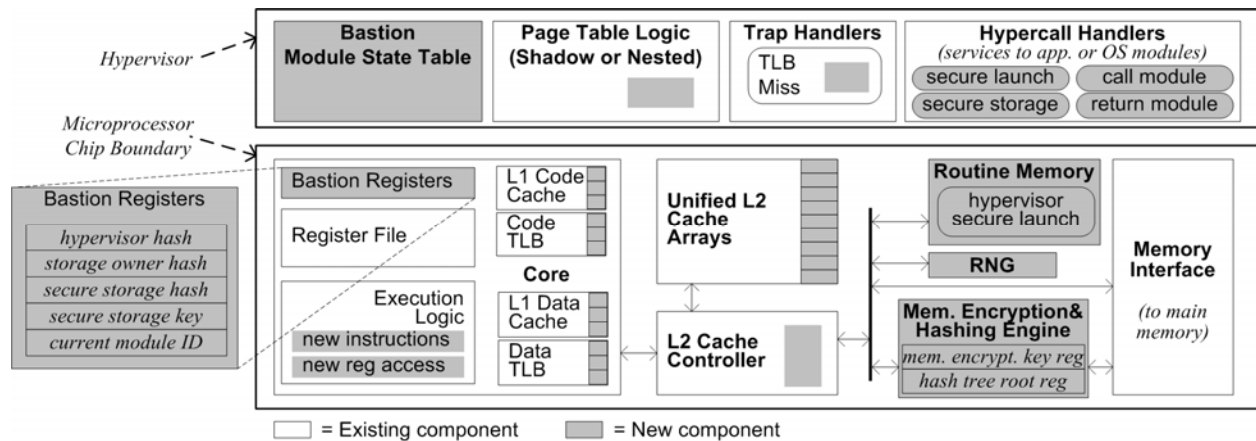 Hypervisor
Bastion
Module State Table
Page Table Logic
(Shadow or Nested)
Trap Handlers
TLB
Miss
Hypercall Handlers
(services to app. or OS modules)
secure launch
call module
secure storage
return module
Microprocessor
Chip Boundary
Bastion Registers
hypervisor hash
storage owner hash
secure storage hash
secure storage key
current module ID
Bastion Registers
Register File
Execution
Logic
new instructions
new reg access
L1 Code
Cache
Code
TLB
Core
L1 Data
Cache
Data
TLB
Unified L2
Cache
Arrays
L2 Cache
Controller
Routine Memory
hypervisor
secure launch
RNG
Mem. Encryption&
Hashing Engine
mem. encrypt. key reg
hash tree root reg
Memory
Interface
(to main
memory)
= Existing component
= New component